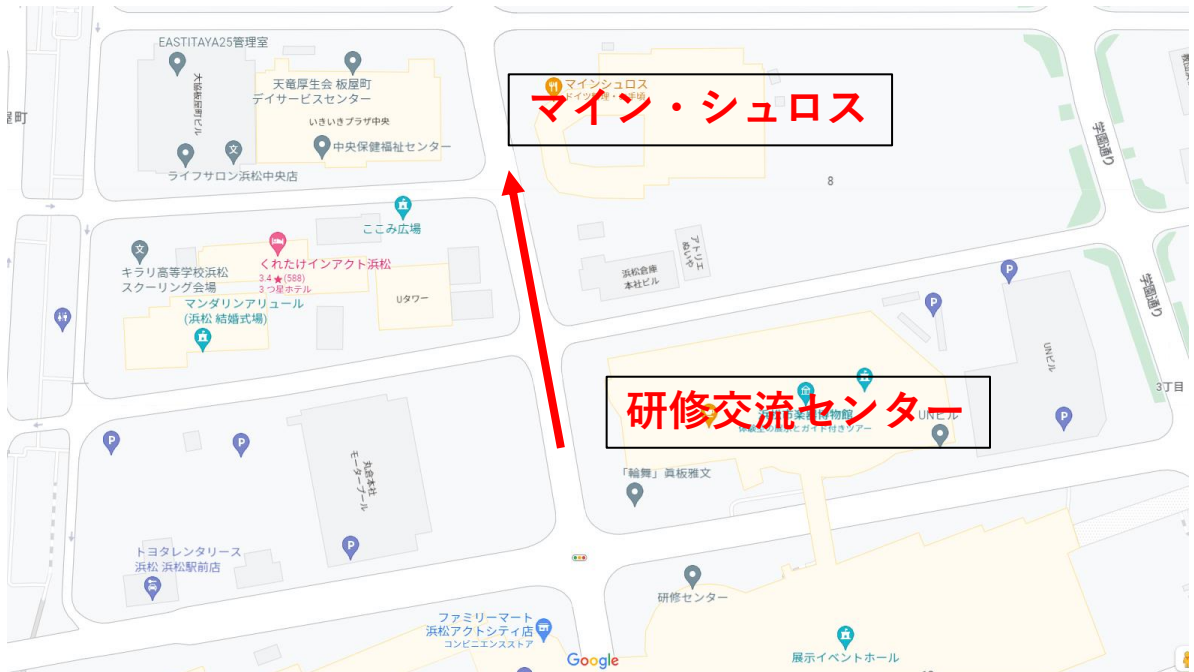 EASTITAYA25管理室
大協板屋町ビル
天竜厚生会 板屋町
デイサービスセンター
いきいきプラザ中央
中央保健福祉センター
ライフサロン浜松中央店
マインシュロス
マイン・シュロス
学園通り
8
ここみ広場
キラリ高等学校浜松
スクーリング会場
くれたけインアクト浜松
3.4★(588)
3 つ星ホテル
マンダリンアリュール
(浜松 結婚式場)
Uタワー
浜松倉庫
本社ビル
アトリエ
ぬいや
P
P
学園通り
UNビル
3丁目
研修交流センター
UNビル
P
「輪舞」眞板雅文
P
P
丸倉本社
モータープール
P
トヨタレンタリース
浜松 浜松駅前店
研修センター
ファミリーマート
浜松アクトシティ店
コンビニエンスストア
Google
展示イベントホール